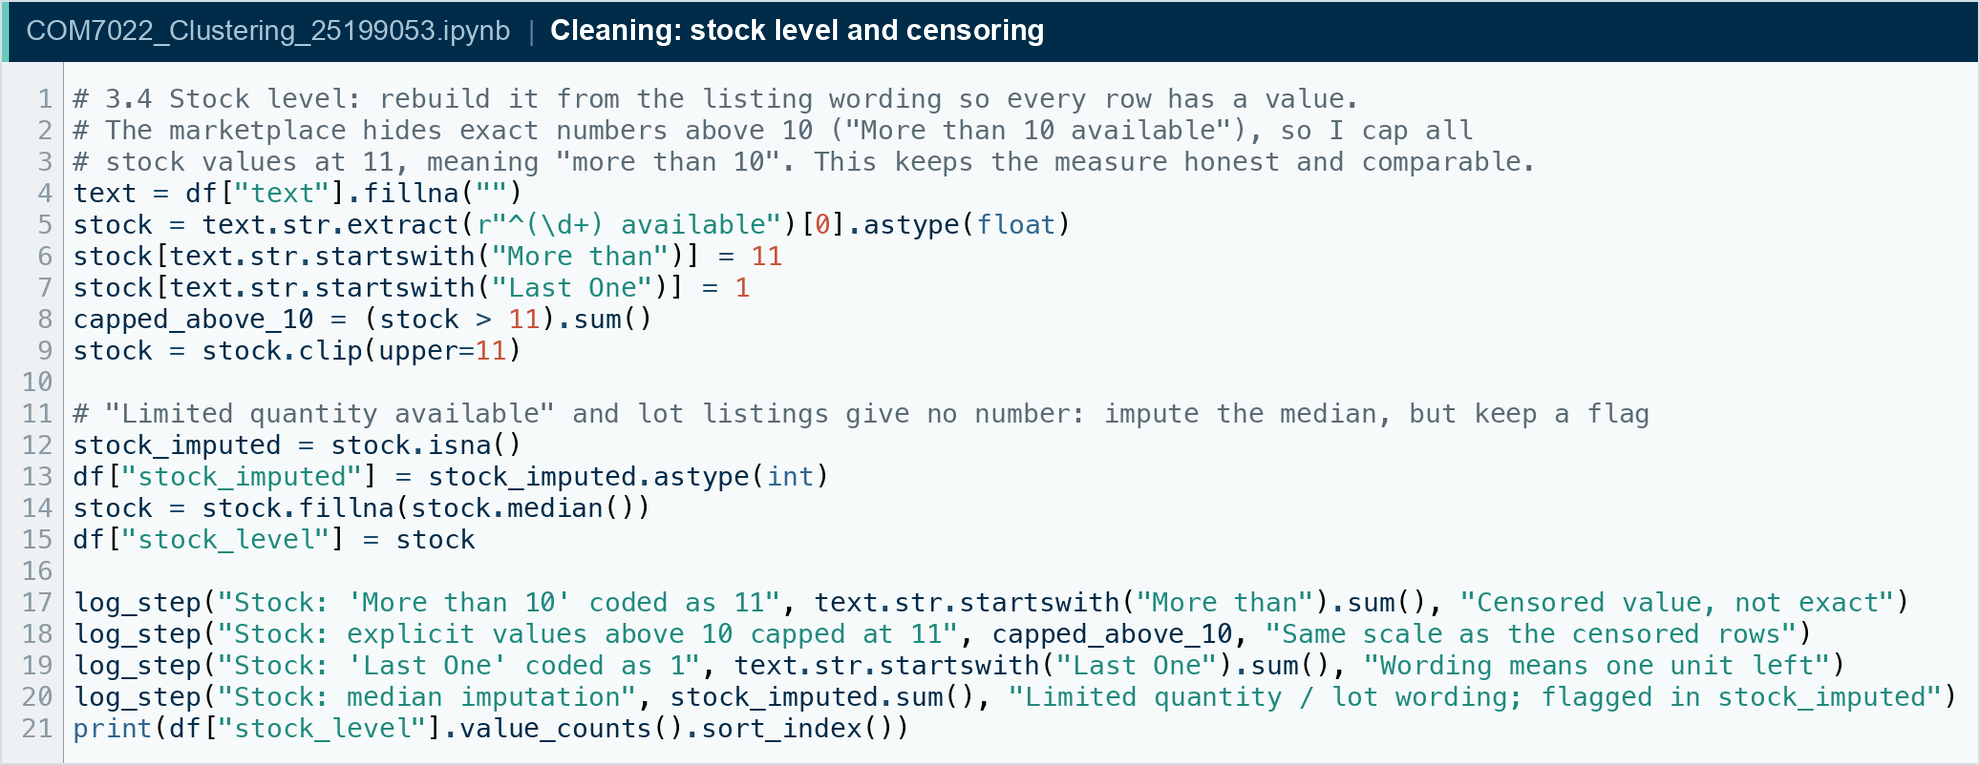 COM7022_Clustering_25199053.ipynb | Cleaning: stock level and censoring
1 # 3.4 Stock level: rebuild it from the listing wording so every row has a value.
2 # The marketplace hides exact numbers above 10 ("More than 10 available"), so I cap all
3 # stock values at 11, meaning "more than 10". This keeps the measure honest and comparable.
4 text = df["text"].fillna("")
5 stock = text.str.extract(r"^(\d+) available")[0].astype(float)
6 stock[text.str.startswith("More than")] = 11
7 stock[text.str.startswith("Last One")] = 1
8 capped_above_10 = (stock > 11).sum()
9 stock = stock.clip(upper=11)
10
11 # "Limited quantity available" and lot listings give no number: impute the median, but keep a flag
12 stock_imputed = stock.isna()
13 df["stock_imputed"] = stock_imputed.astype(int)
14 stock = stock.fillna(stock.median())
15 df["stock_level"] = stock
16
17 log_step("Stock: 'More than 10' coded as 11", text.str.startswith("More than").sum(), "Censored value, not exact")
18 log_step("Stock: explicit values above 10 capped at 11", capped_above_10, "Same scale as the censored rows")
19 log_step("Stock: 'Last One' coded as 1", text.str.startswith("Last One").sum(), "Wording means one unit left")
20 log_step("Stock: median imputation", stock_imputed.sum(), "Limited quantity / lot wording; flagged in stock_imputed")
21 print(df["stock_level"].value_counts().sort_index())